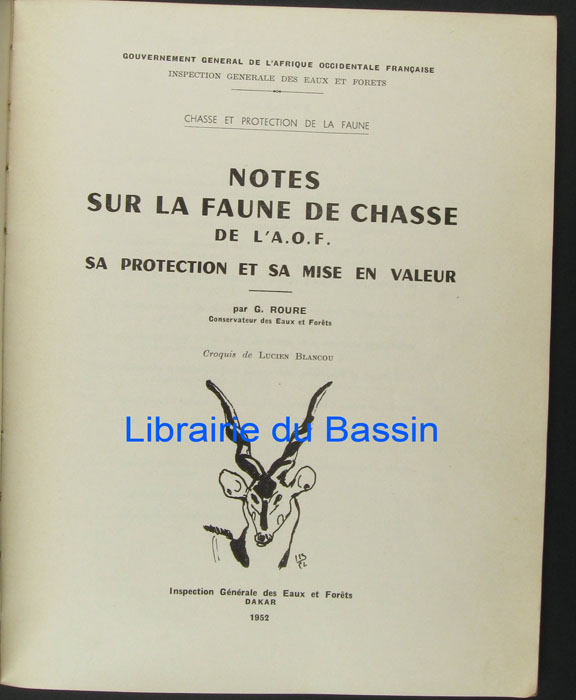 GOUVERNEMENT GENERAL DE L'AFRIQUE OCCIDENTALE FRANÇAISE
INSPECTION GENERALE DES EAUX ET FORETS
CHASSE ET PROTECTION DE LA FAUNE
NOTES
SUR LA FAUNE DE CHASSE
DE L'A.O.F.
SA PROTECTION ET SA MISE EN VALEUR
par G. ROURE
Conservateur des Eaux et Forêts
Croquis de LUCIEN BLANCOU
Librairie du Bassin
Inspection Générale des Eaux et Forêts
DAKAR
1952